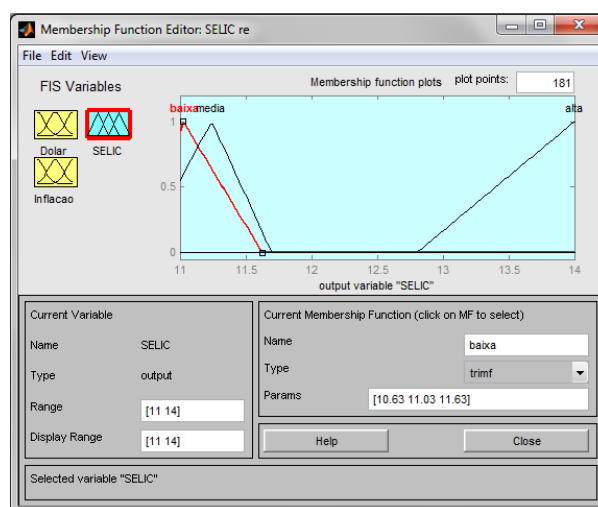 Membership Function Editor: SELIC re
File Edit View
FIS Variables
Membership function plots plot points: 181
Dolar SELIC
Inflacao
baixa media alta
1
0.5
0
11 11.5 12 12.5 13 13.5 14
output variable "SELIC"
Current Variable
Name SELIC
Type output
Range [11 14]
Display Range [11 14]
Current Membership Function (click on MF to select)
Name baixa
Type trimf
Params [10.63 11.03 11.63]
Help Close
Selected variable "SELIC"